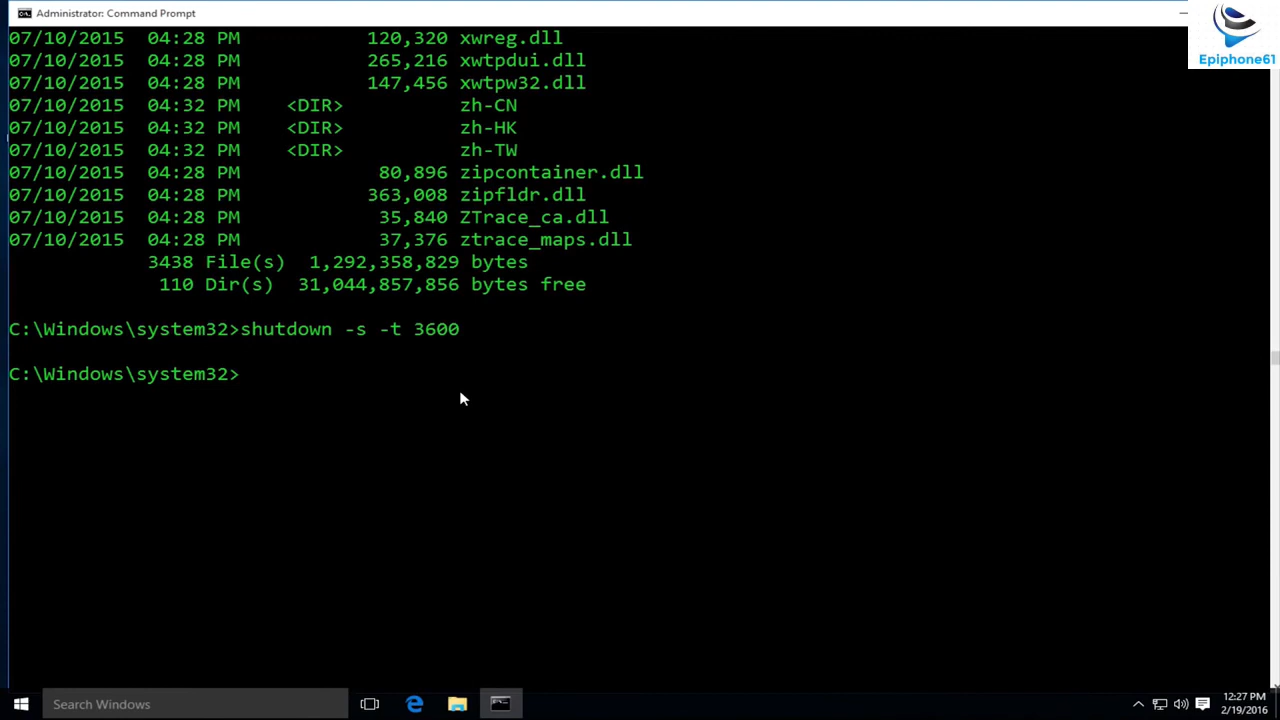 Administrator: Command Prompt
Epiphone61
07/10/2015  04:28 PM           120,320 xwreg.dll
07/10/2015  04:28 PM           265,216 xwtpdui.dll
07/10/2015  04:28 PM           147,456 xwtpw32.dll
07/10/2015  04:32 PM    <DIR>          zh-CN
07/10/2015  04:32 PM    <DIR>          zh-HK
07/10/2015  04:32 PM    <DIR>          zh-TW
07/10/2015  04:28 PM            80,896 zipcontainer.dll
07/10/2015  04:28 PM           363,008 zipfldr.dll
07/10/2015  04:28 PM            35,840 ZTrace_ca.dll
07/10/2015  04:28 PM            37,376 ztrace_maps.dll
3438 File(s)  1,292,358,829 bytes
110 Dir(s)  31,044,857,856 bytes free
C:\Windows\system32>shutdown -s -t 3600
C:\Windows\system32>
Search Windows
12:27 PM
2/19/2016